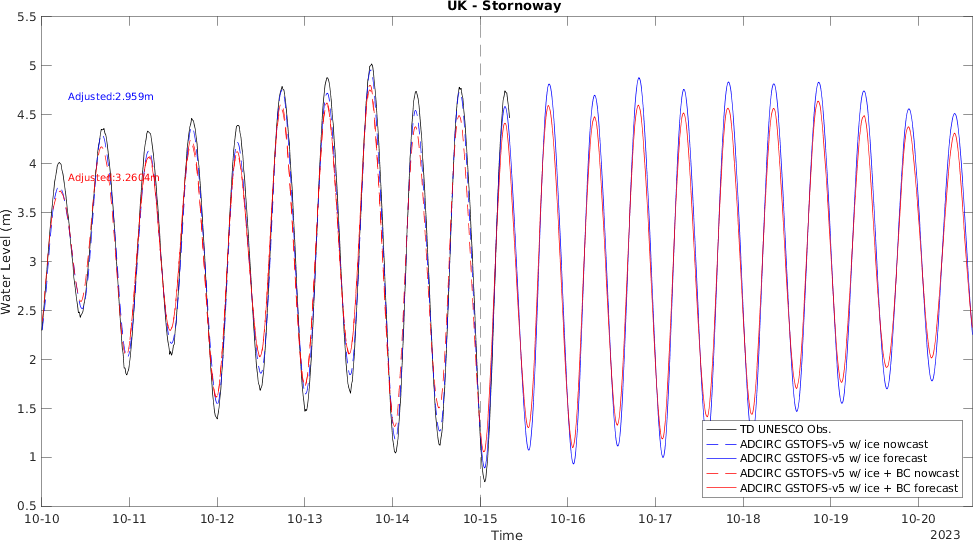 UK - Stornoway
5.5
5
4.5
4
3.5
3
2.5
2
1.5
1
0.5
Water Level (m)
Adjusted:2.959m
Adjusted:3.2604m
TD UNESCO Obs.
ADCIRC GSTOFS-v5 w/ ice nowcast
ADCIRC GSTOFS-v5 w/ ice forecast
ADCIRC GSTOFS-v5 w/ ice + BC nowcast
ADCIRC GSTOFS-v5 w/ ice + BC forecast
10-10 10-11 10-12 10-13 10-14 10-15 10-16 10-17 10-18 10-19 10-20
Time
2023